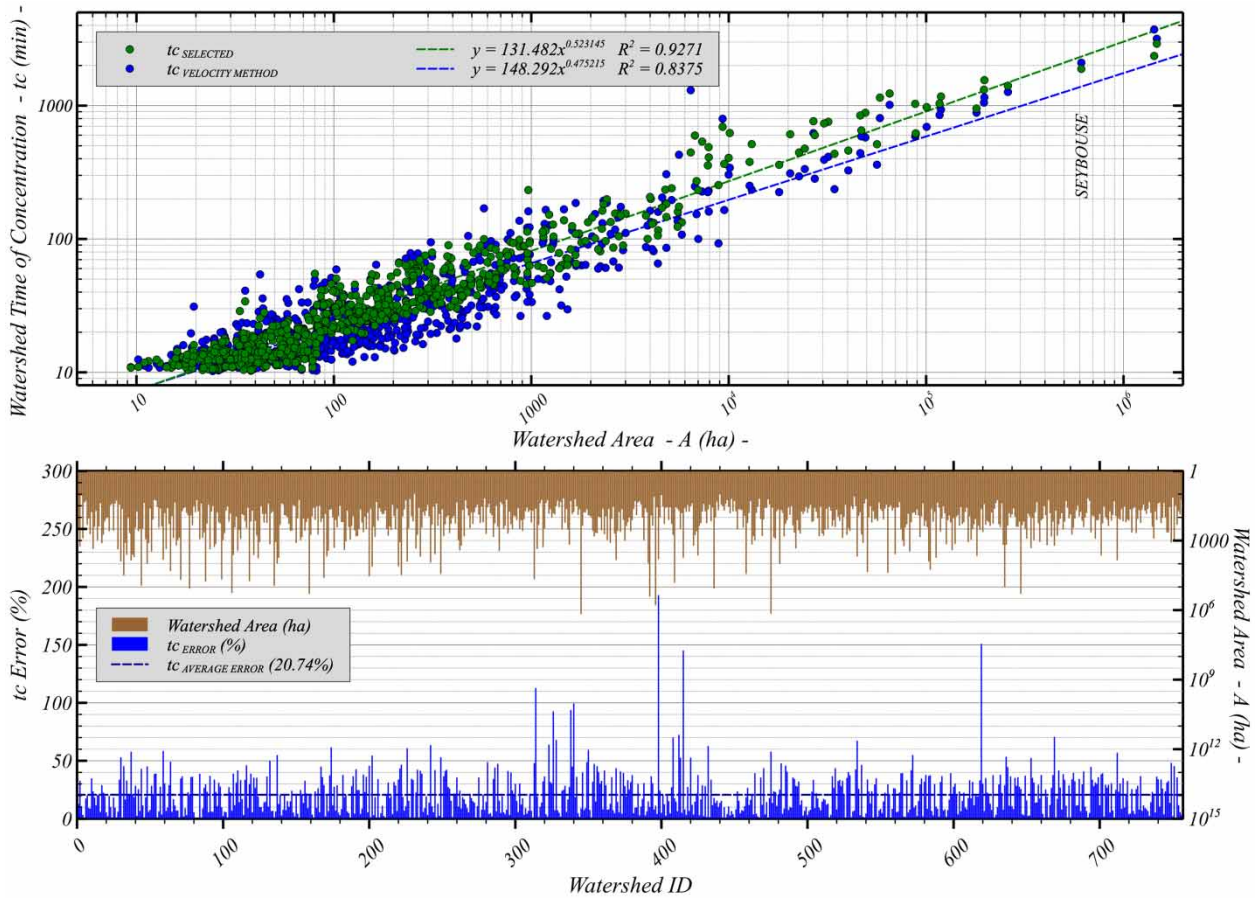 Watershed Time of Concentration - tc (min) -
tc SELECTED
y = 131.482x^0.523145 R² = 0.9271
tc VELOCITY METHOD
y = 148.292x^0.475215 R² = 0.8375
1000
100
10
SEYBOUSE
10
100
1000
10⁴
10⁵
10⁶
Watershed Area - A (ha) -
tc Error (%)
300
250
200
150
100
50
0
Watershed Area (ha)
tc ERROR (%)
tc AVERAGE ERROR (20.74%)
1
1000
10⁶
10⁹
10¹²
10¹⁵
Watershed Area - A (ha)
0
100
200
300
400
500
600
700
Watershed ID